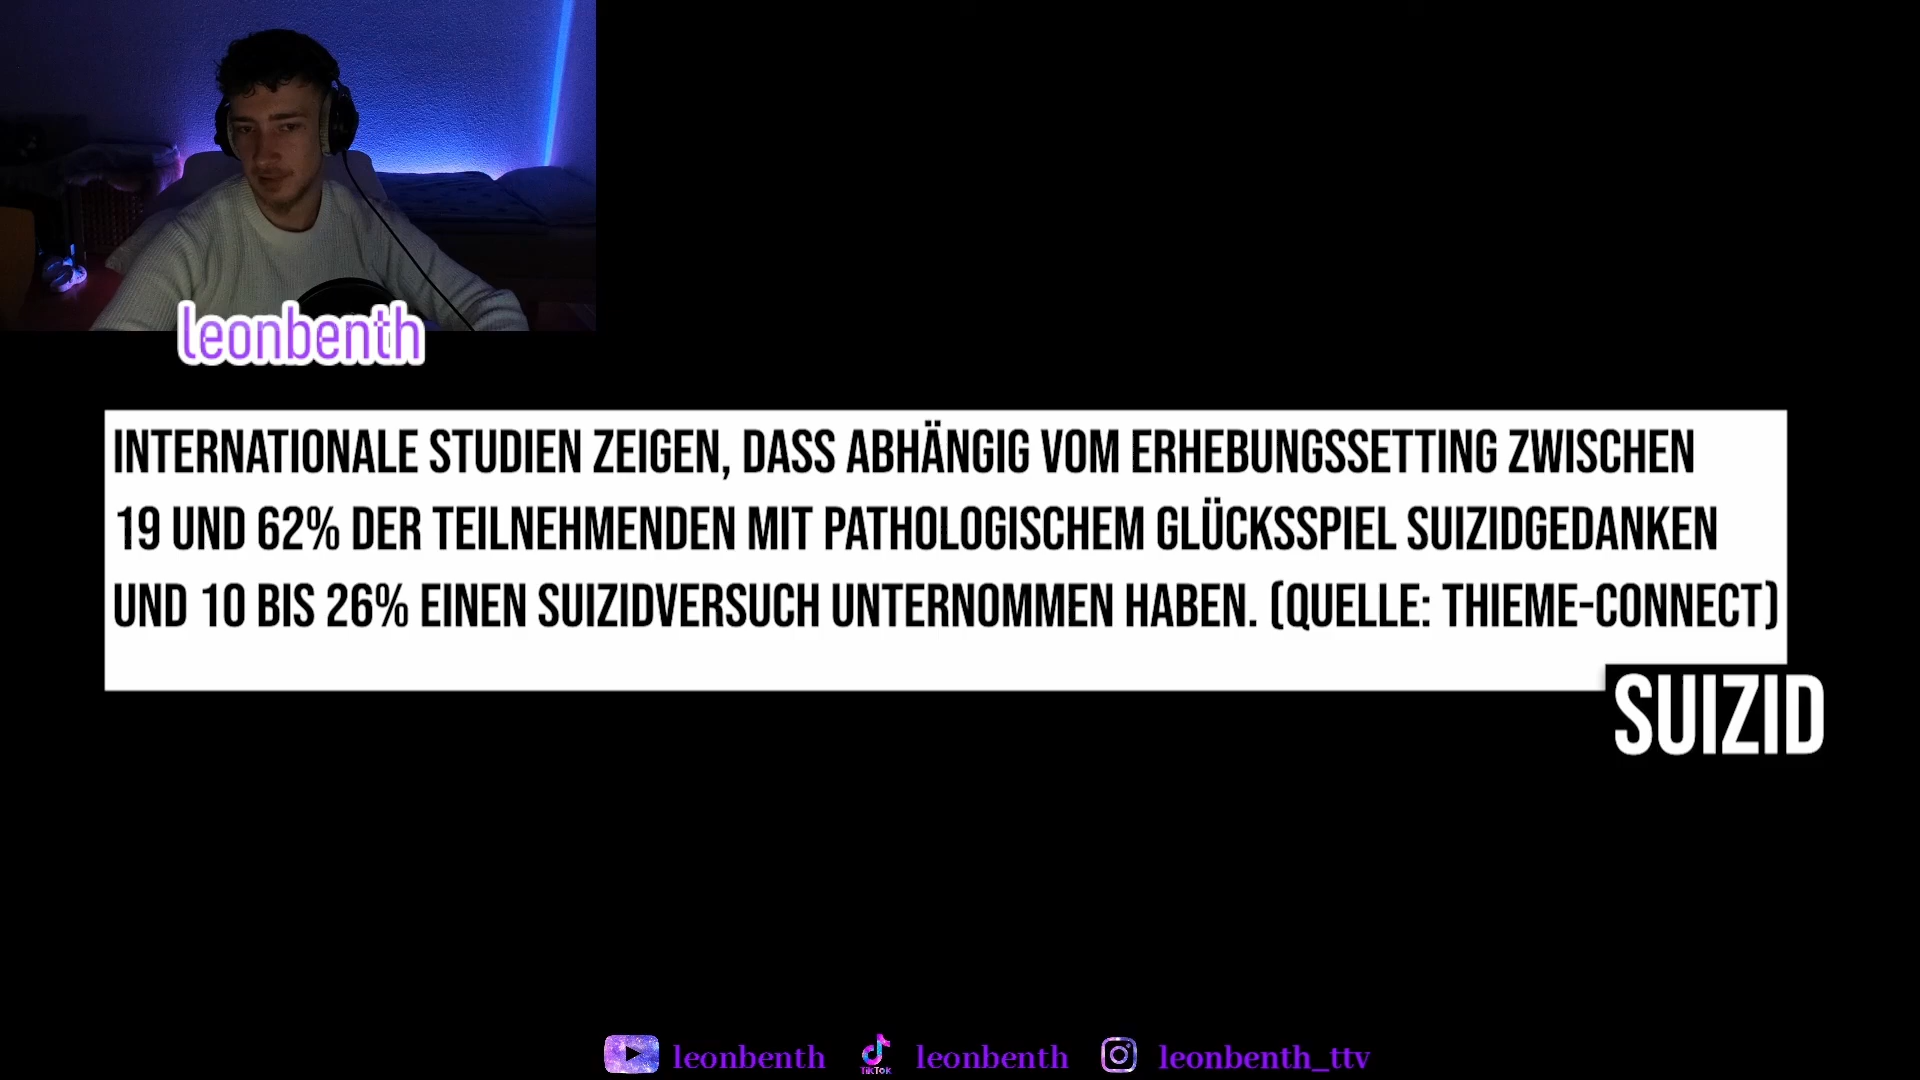 leonbenth
INTERNATIONALE STUDIEN ZEIGEN, DASS ABHÄNGIG VOM ERHEBUNGSSETTING ZWISCHEN
19 UND 62% DER TEILNEHMENDEN MIT PATHOLOGISCHEM GLÜCKSSPIEL SUIZIDGEDANKEN
UND 10 BIS 26% EINEN SUIZIDVERSUCH UNTERNOMMEN HABEN. (QUELLE: THIEME-CONNECT)
SUIZID
leonbenth TikTok leonbenth leonbenth_ttv